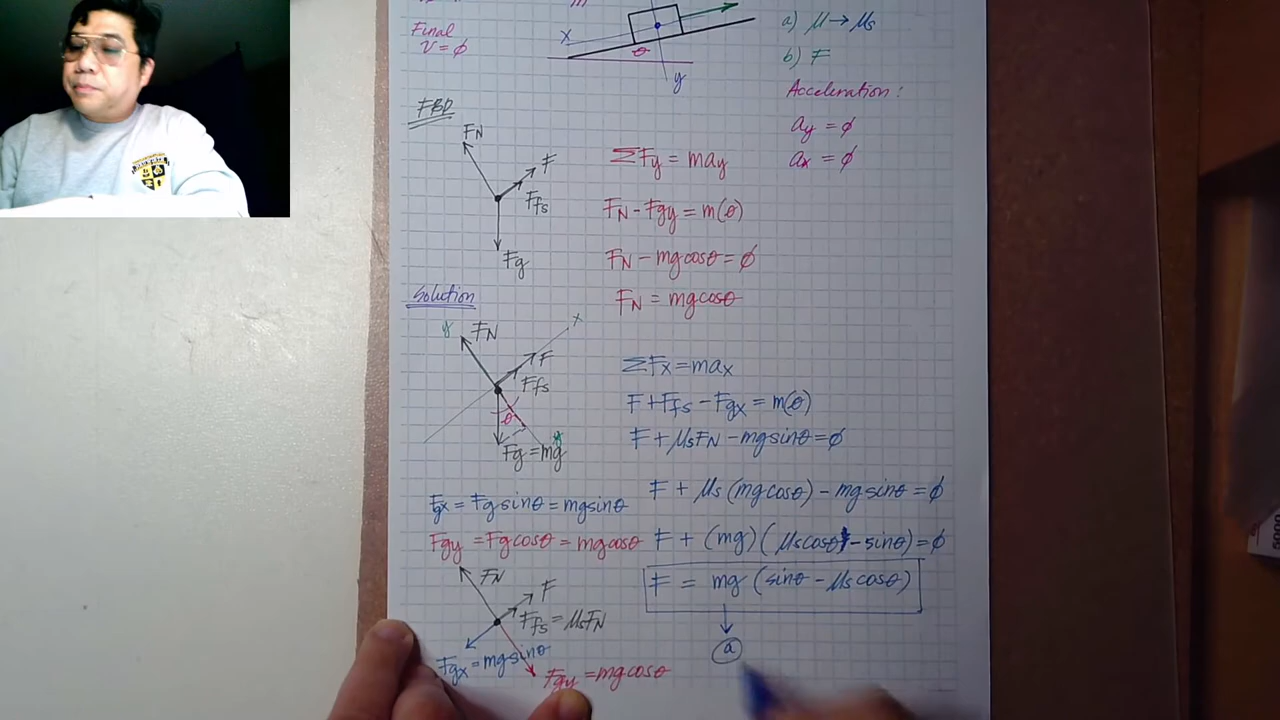 Final
V = ϕ
m
x
θ
y
a) μ → μs
b) F
Acceleration :
ay = ϕ
ax = ϕ
FBD
FN
F
Ffs
Fg
ΣFy = may
FN - Fgy = m(ϕ)
FN - mgcosθ = ϕ
FN = mgcosθ
Solution
y
FN
x
F
Ffs
θ
Fg = mg
ΣFx = max
F + Ffs - Fgx = m(ϕ)
F + μsFN - mgsinθ = ϕ
F + μs (mgcosθ) - mgsinθ = ϕ
F + (mg) ( μscosθ - sinθ) = ϕ
F = mg (sinθ - μscosθ)
a
Fgx = Fgsinθ = mgsinθ
Fgy = Fgcosθ = mgcosθ
FN
F
Ffs = μsFN
Fgx = mgsinθ
Fgy = mgcosθ